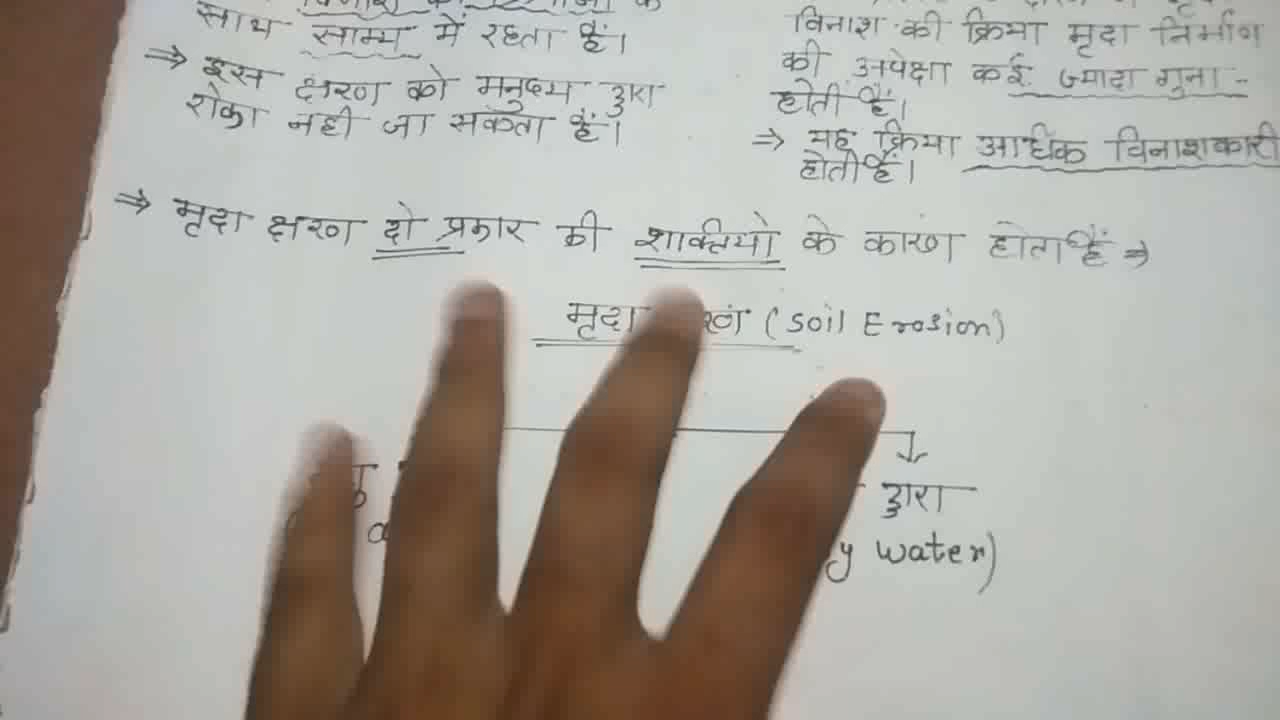 साथ साम्य में रहता हैं।
⇒ इस क्षरण को मनुष्य द्वारा
रोका नही जा सकता हैं।
विनाश की क्रिया मृदा निर्माण
की अपेक्षा कई ज्यादा गुना -
होती हैं।
⇒ यह क्रिया अधिक विनाशकारी
होती हैं।
⇒ मृदा क्षरण दो प्रकार की शक्तियो के कारण होता हैं ⇒
मृदा (Soil Erosion)
द्वारा
water)